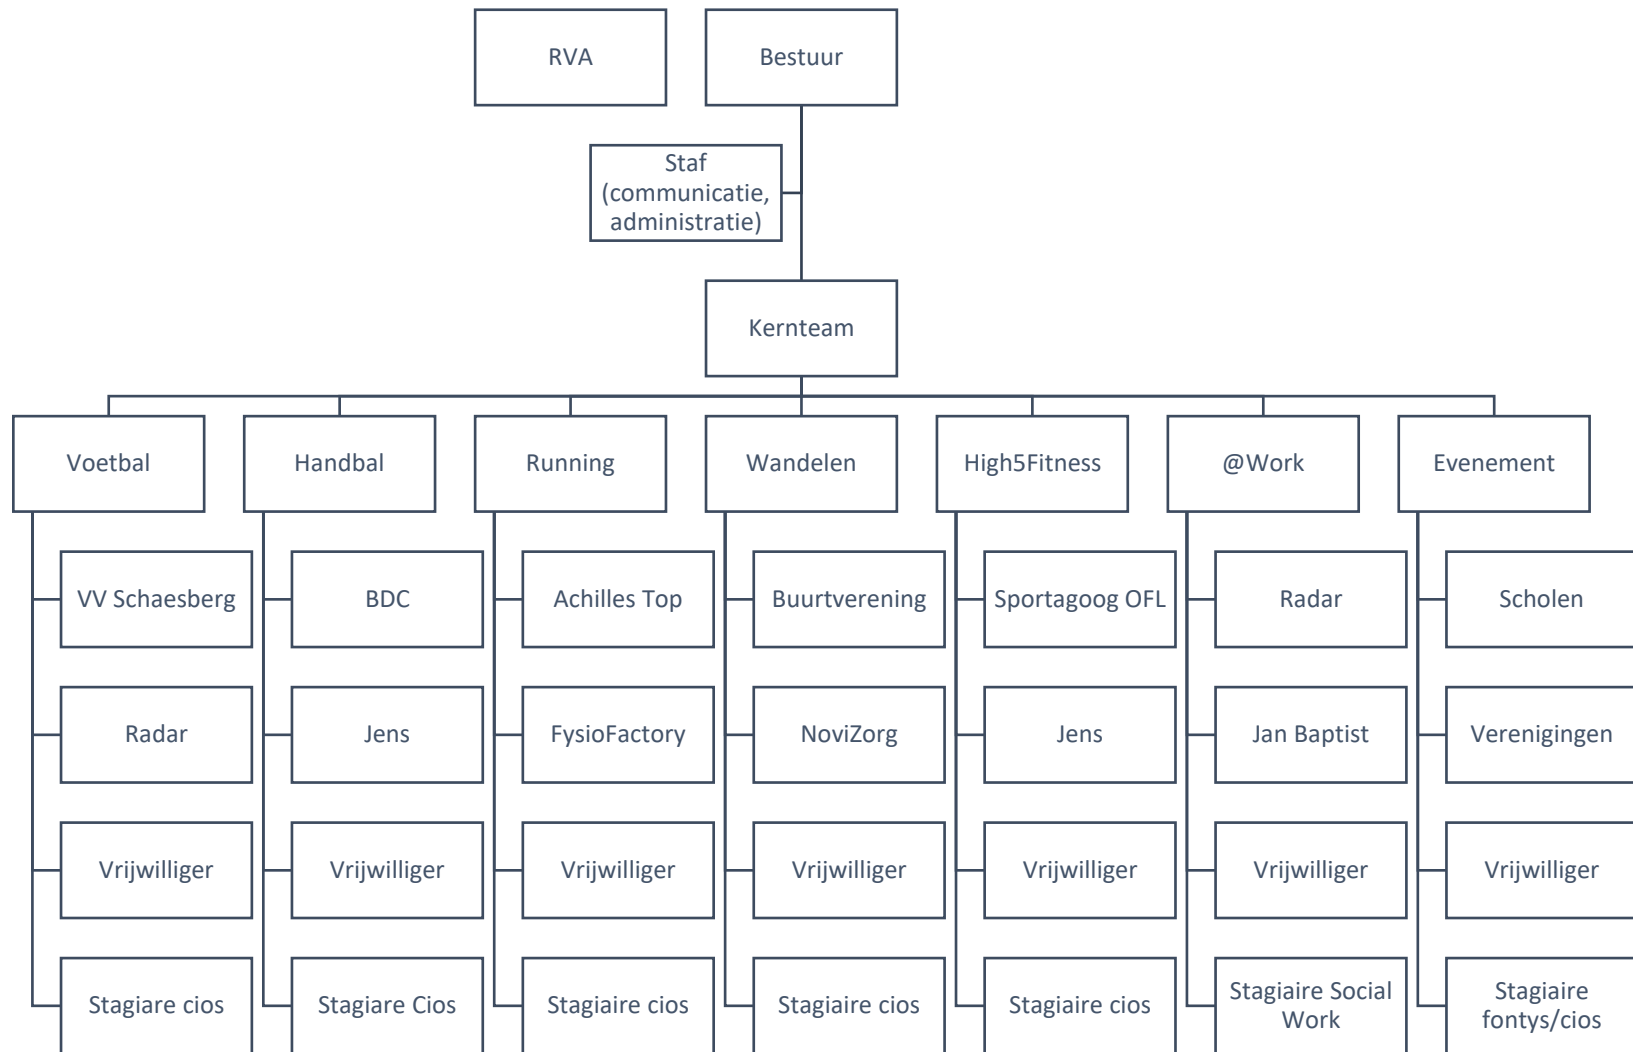 RVA
Bestuur
Staf
(communicatie,
administratie)
Kernteam
Voetbal
Handbal
Running
Wandelen
High5Fitness
@Work
Evenement
VV Schaesberg
BDC
Achilles Top
Buurtverening
Sportagoog OFL
Radar
Scholen
Radar
Jens
FysioFactory
NoviZorg
Jens
Jan Baptist
Verenigingen
Vrijwilliger
Vrijwilliger
Vrijwilliger
Vrijwilliger
Vrijwilliger
Vrijwilliger
Vrijwilliger
Stagiare cios
Stagiare Cios
Stagiaire cios
Stagiaire cios
Stagiaire cios
Stagiaire Social
Work
Stagiaire
fontys/cios